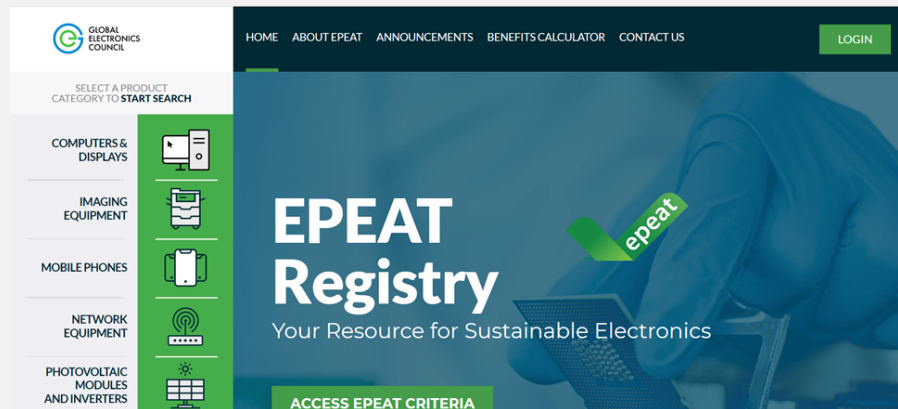 GLOBAL
ELECTRONICS
COUNCIL
HOME ABOUT EPEAT ANNOUNCEMENTS BENEFITS CALCULATOR CONTACT US
LOGIN
SELECT A PRODUCT
CATEGORY TO START SEARCH
COMPUTERS &
DISPLAYS
IMAGING
EQUIPMENT
MOBILE PHONES
NETWORK
EQUIPMENT
PHOTOVOLTAIC
MODULES
AND INVERTERS
EPEAT
Registry
epeat
Your Resource for Sustainable Electronics
ACCESS EPEAT CRITERIA